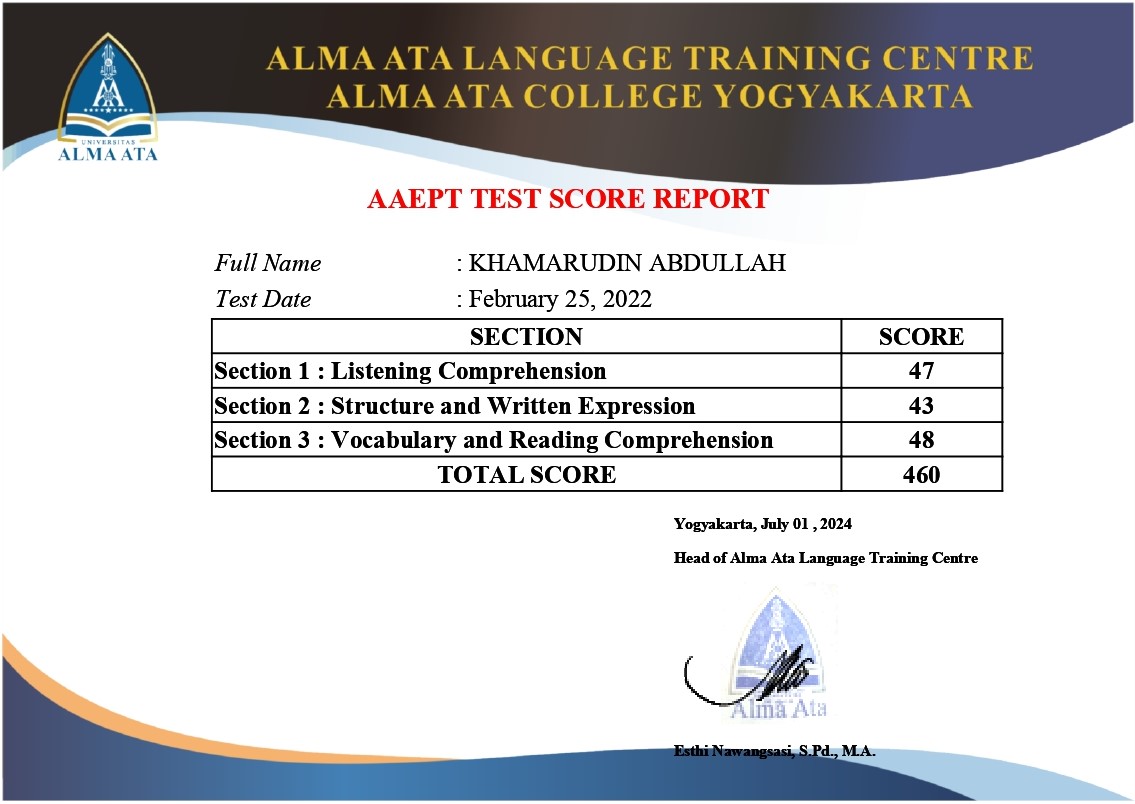 ALMA ATA LANGUAGE TRAINING CENTRE
ALMA ATA COLLEGE YOGYAKARTA
UNIVERSITAS
ALMA ATA
AAEPT TEST SCORE REPORT
Full Name : KHAMARUDIN ABDULLAH
Test Date : February 25, 2022
SECTION SCORE
Section 1 : Listening Comprehension 47
Section 2 : Structure and Written Expression 43
Section 3 : Vocabulary and Reading Comprehension 48
TOTAL SCORE 460
Yogyakarta, July 01 , 2024
Head of Alma Ata Language Training Centre
Alma Ata
Esthi Nawangsasi, S.Pd., M.A.